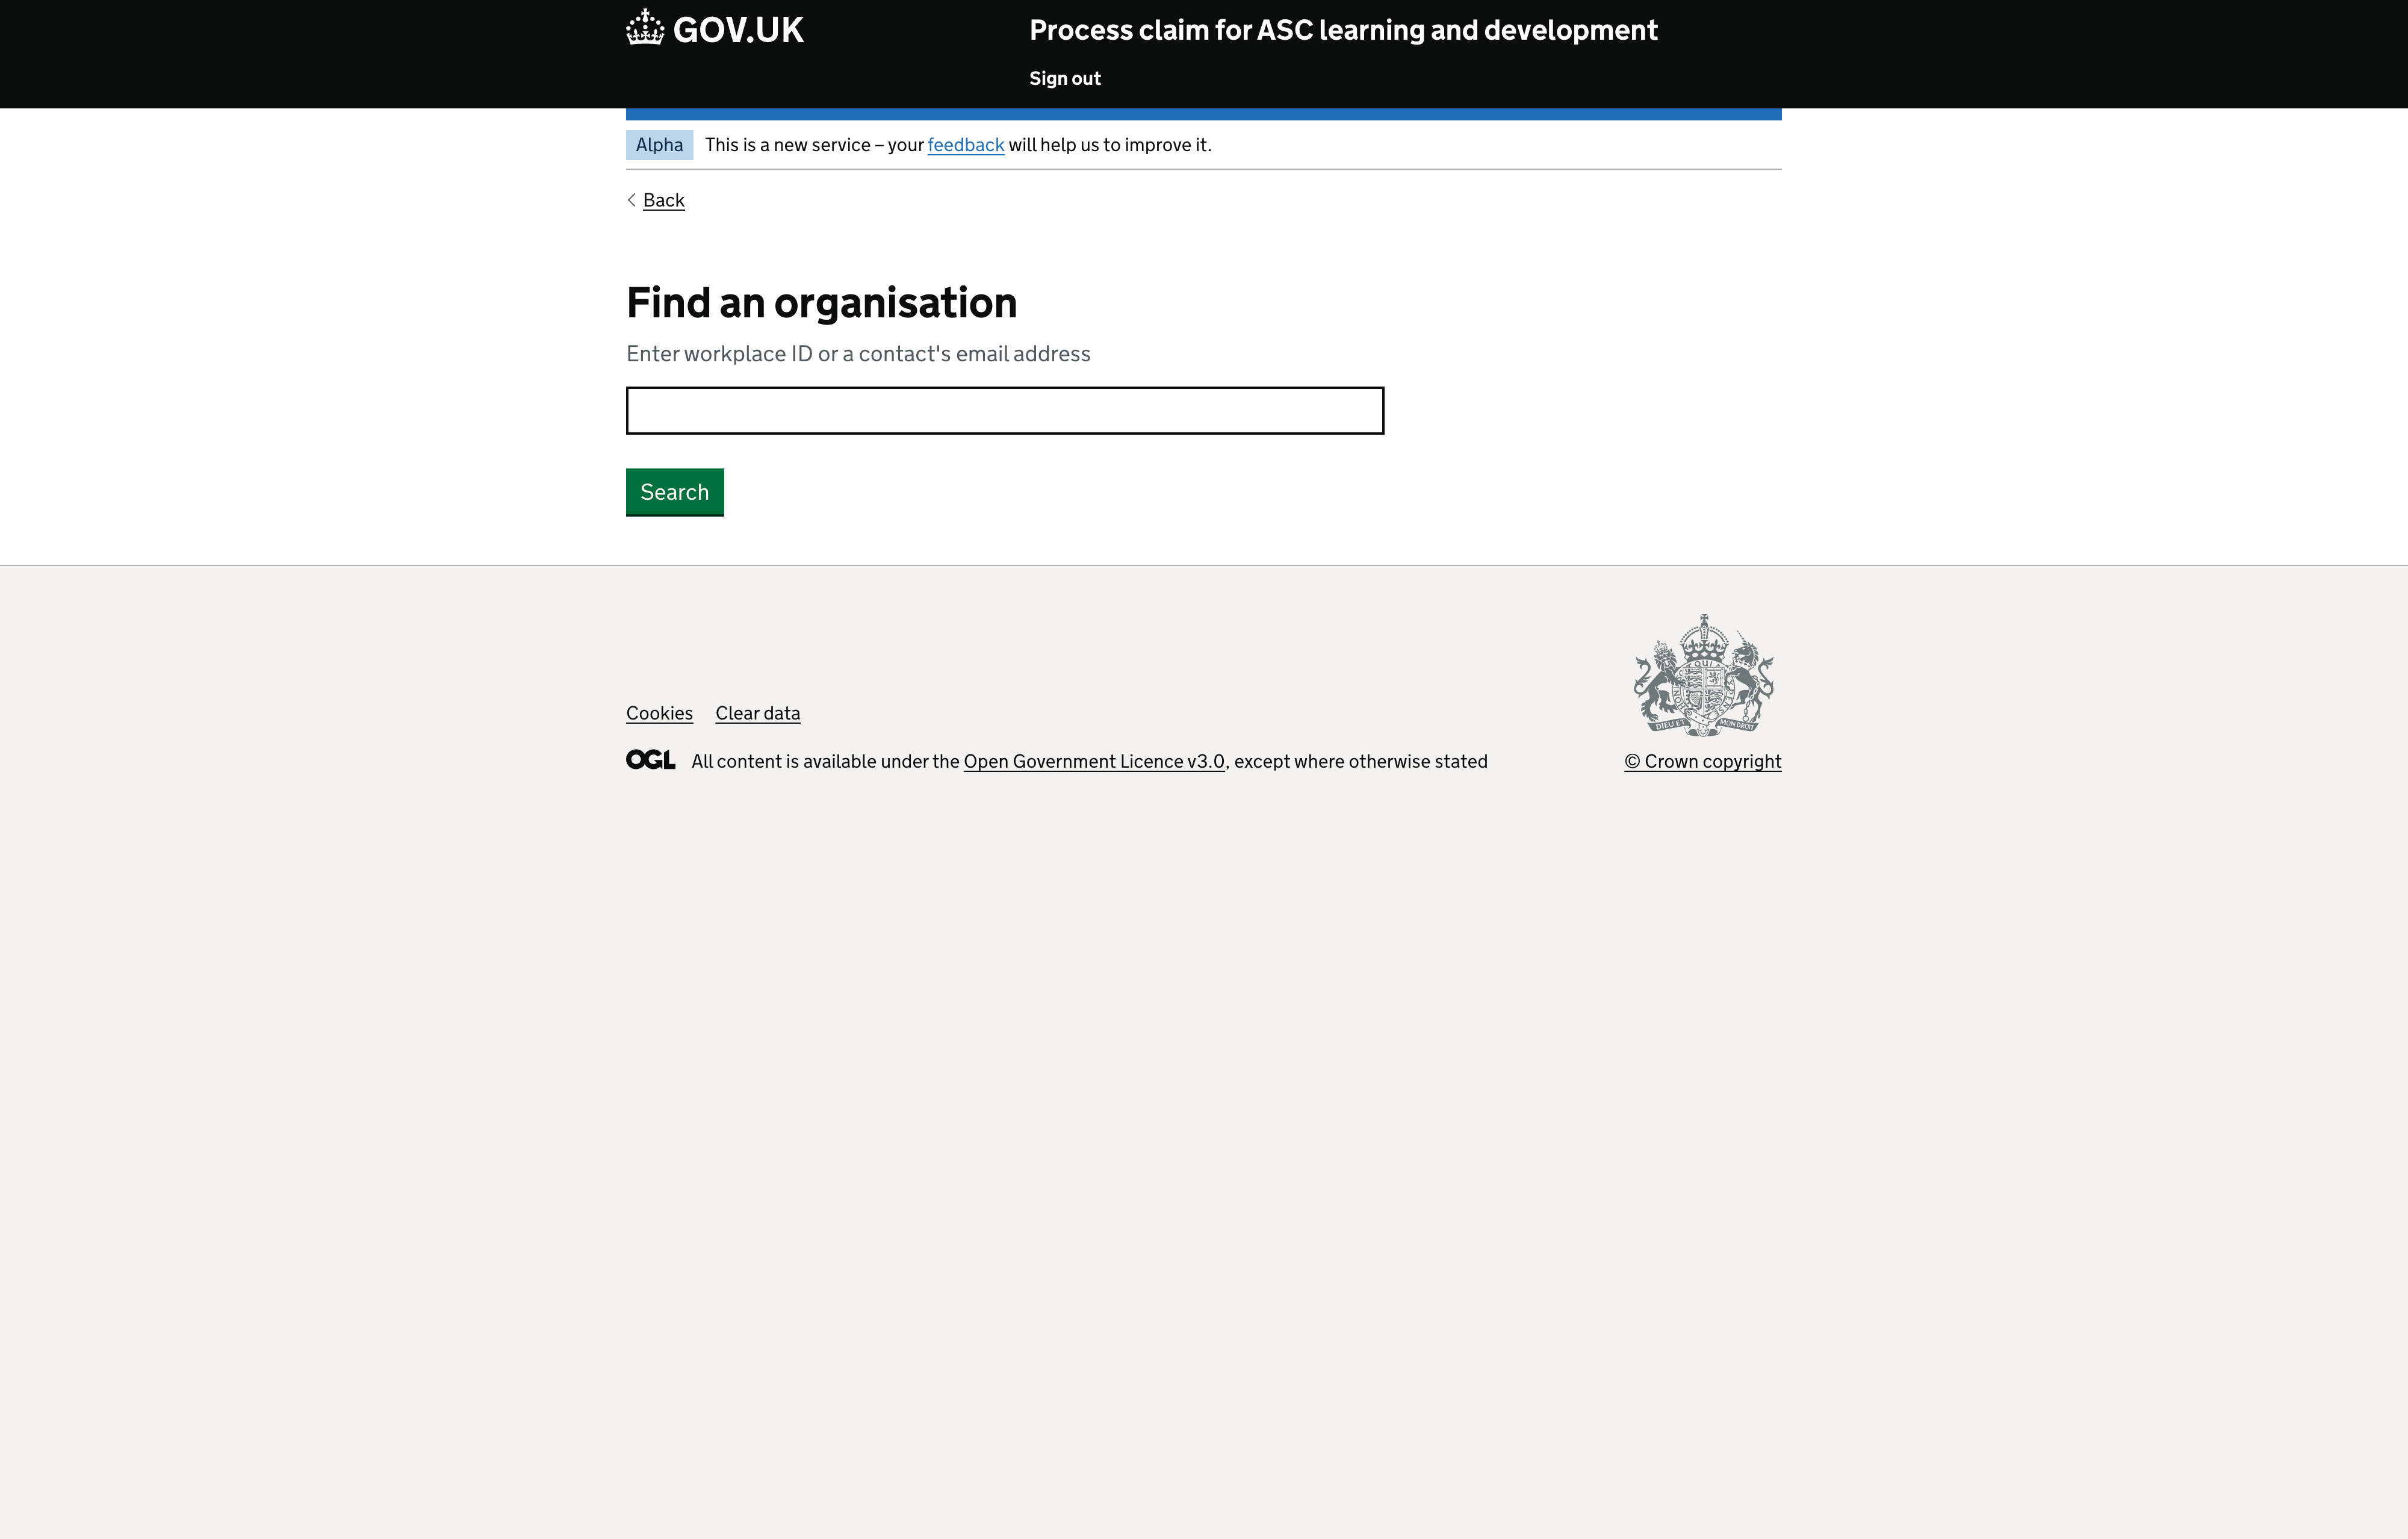 GOV.UK
Process claim for ASC learning and development
Sign out
Alpha This is a new service – your feedback will help us to improve it.
Back
Find an organisation
Enter workplace ID or a contact's email address
Search
Cookies Clear data
OGL All content is available under the Open Government Licence v3.0, except where otherwise stated
DIEU ET MON DROIT
© Crown copyright